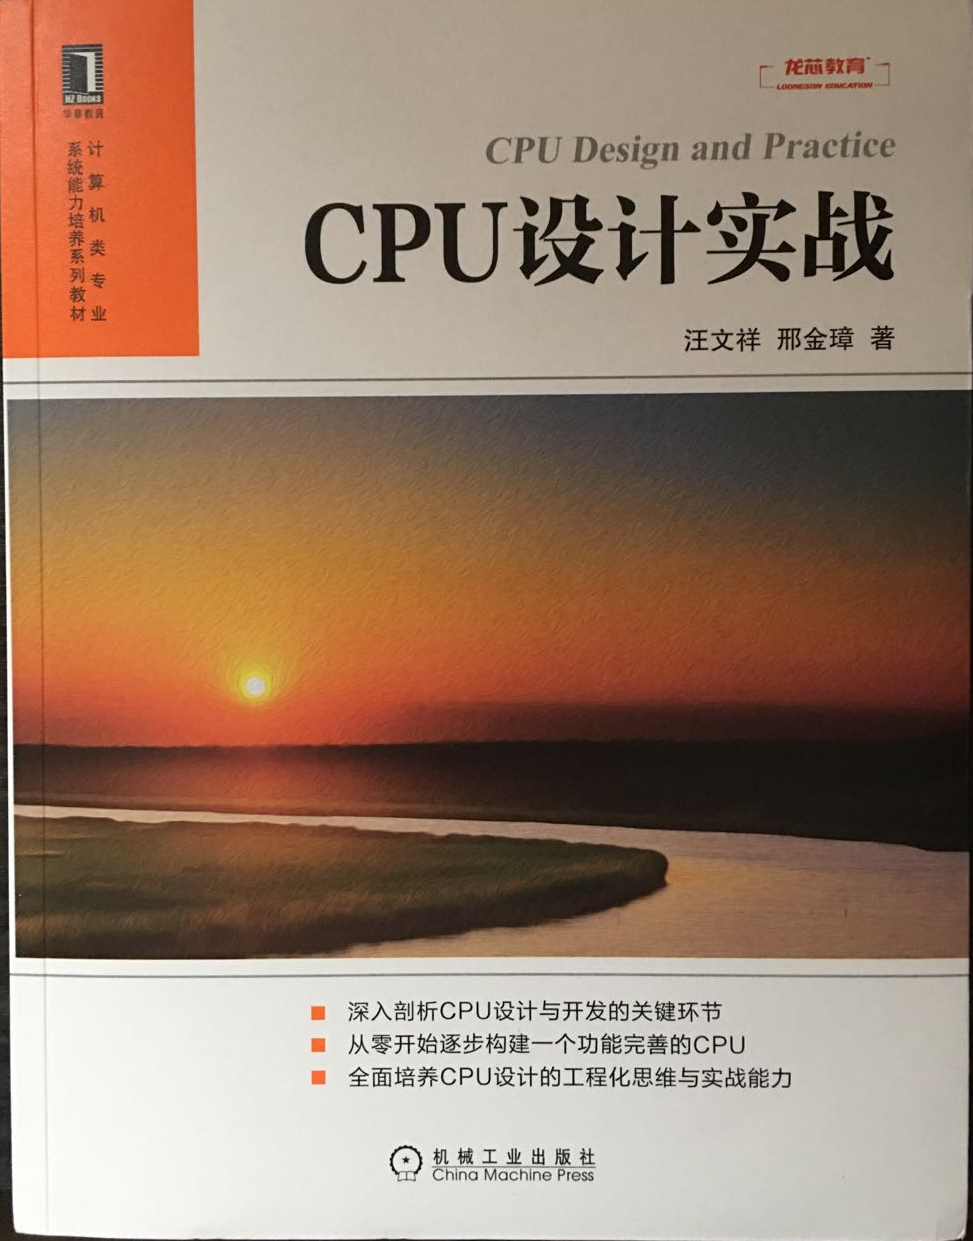 HZ BOOKS
华章教育
计算机类专业
系统能力培养系列教材
龙芯教育
LOONGSON EDUCATION
CPU Design and Practice
CPU设计实战
汪文祥 邢金璋 著
深入剖析CPU设计与开发的关键环节
从零开始逐步构建一个功能完善的CPU
全面培养CPU设计的工程化思维与实战能力
机械工业出版社
China Machine Press